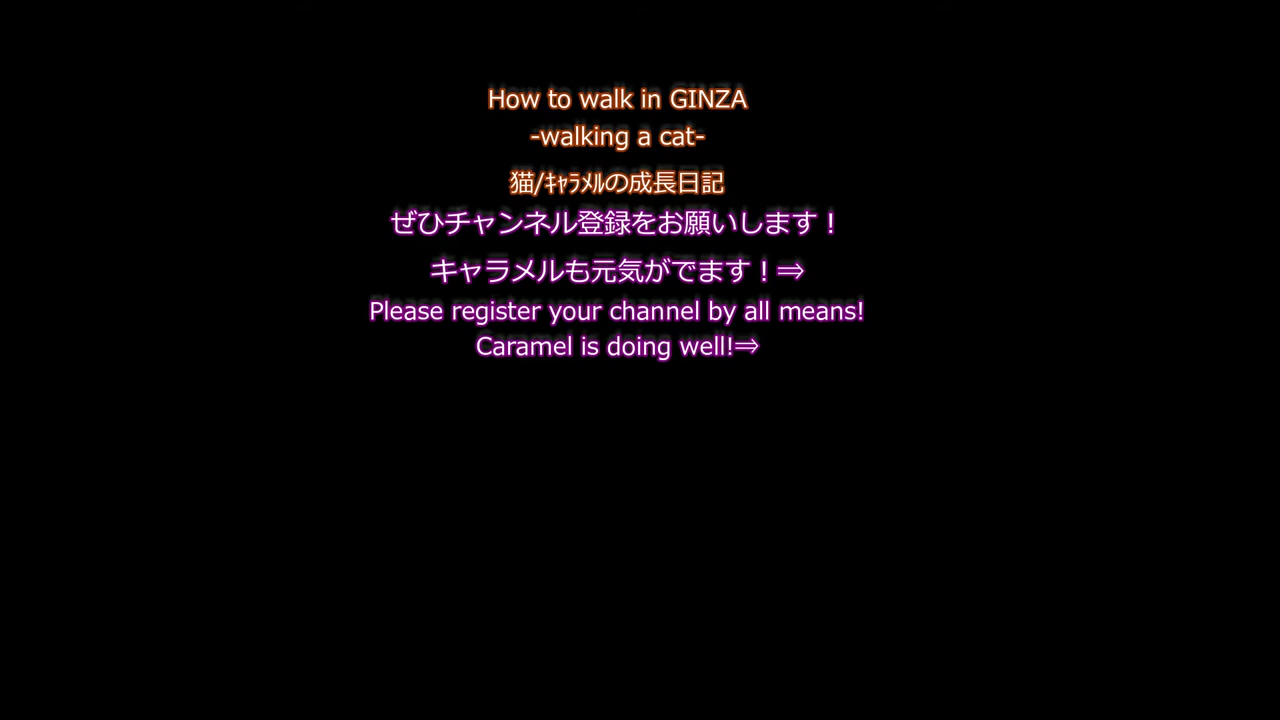 How to walk in GINZA
-walking a cat-
猫/ｷｬﾗﾒﾙの成長日記
ぜひチャンネル登録をお願いします！
キャラメルも元気がでます！⇒
Please register your channel by all means!
Caramel is doing well!⇒